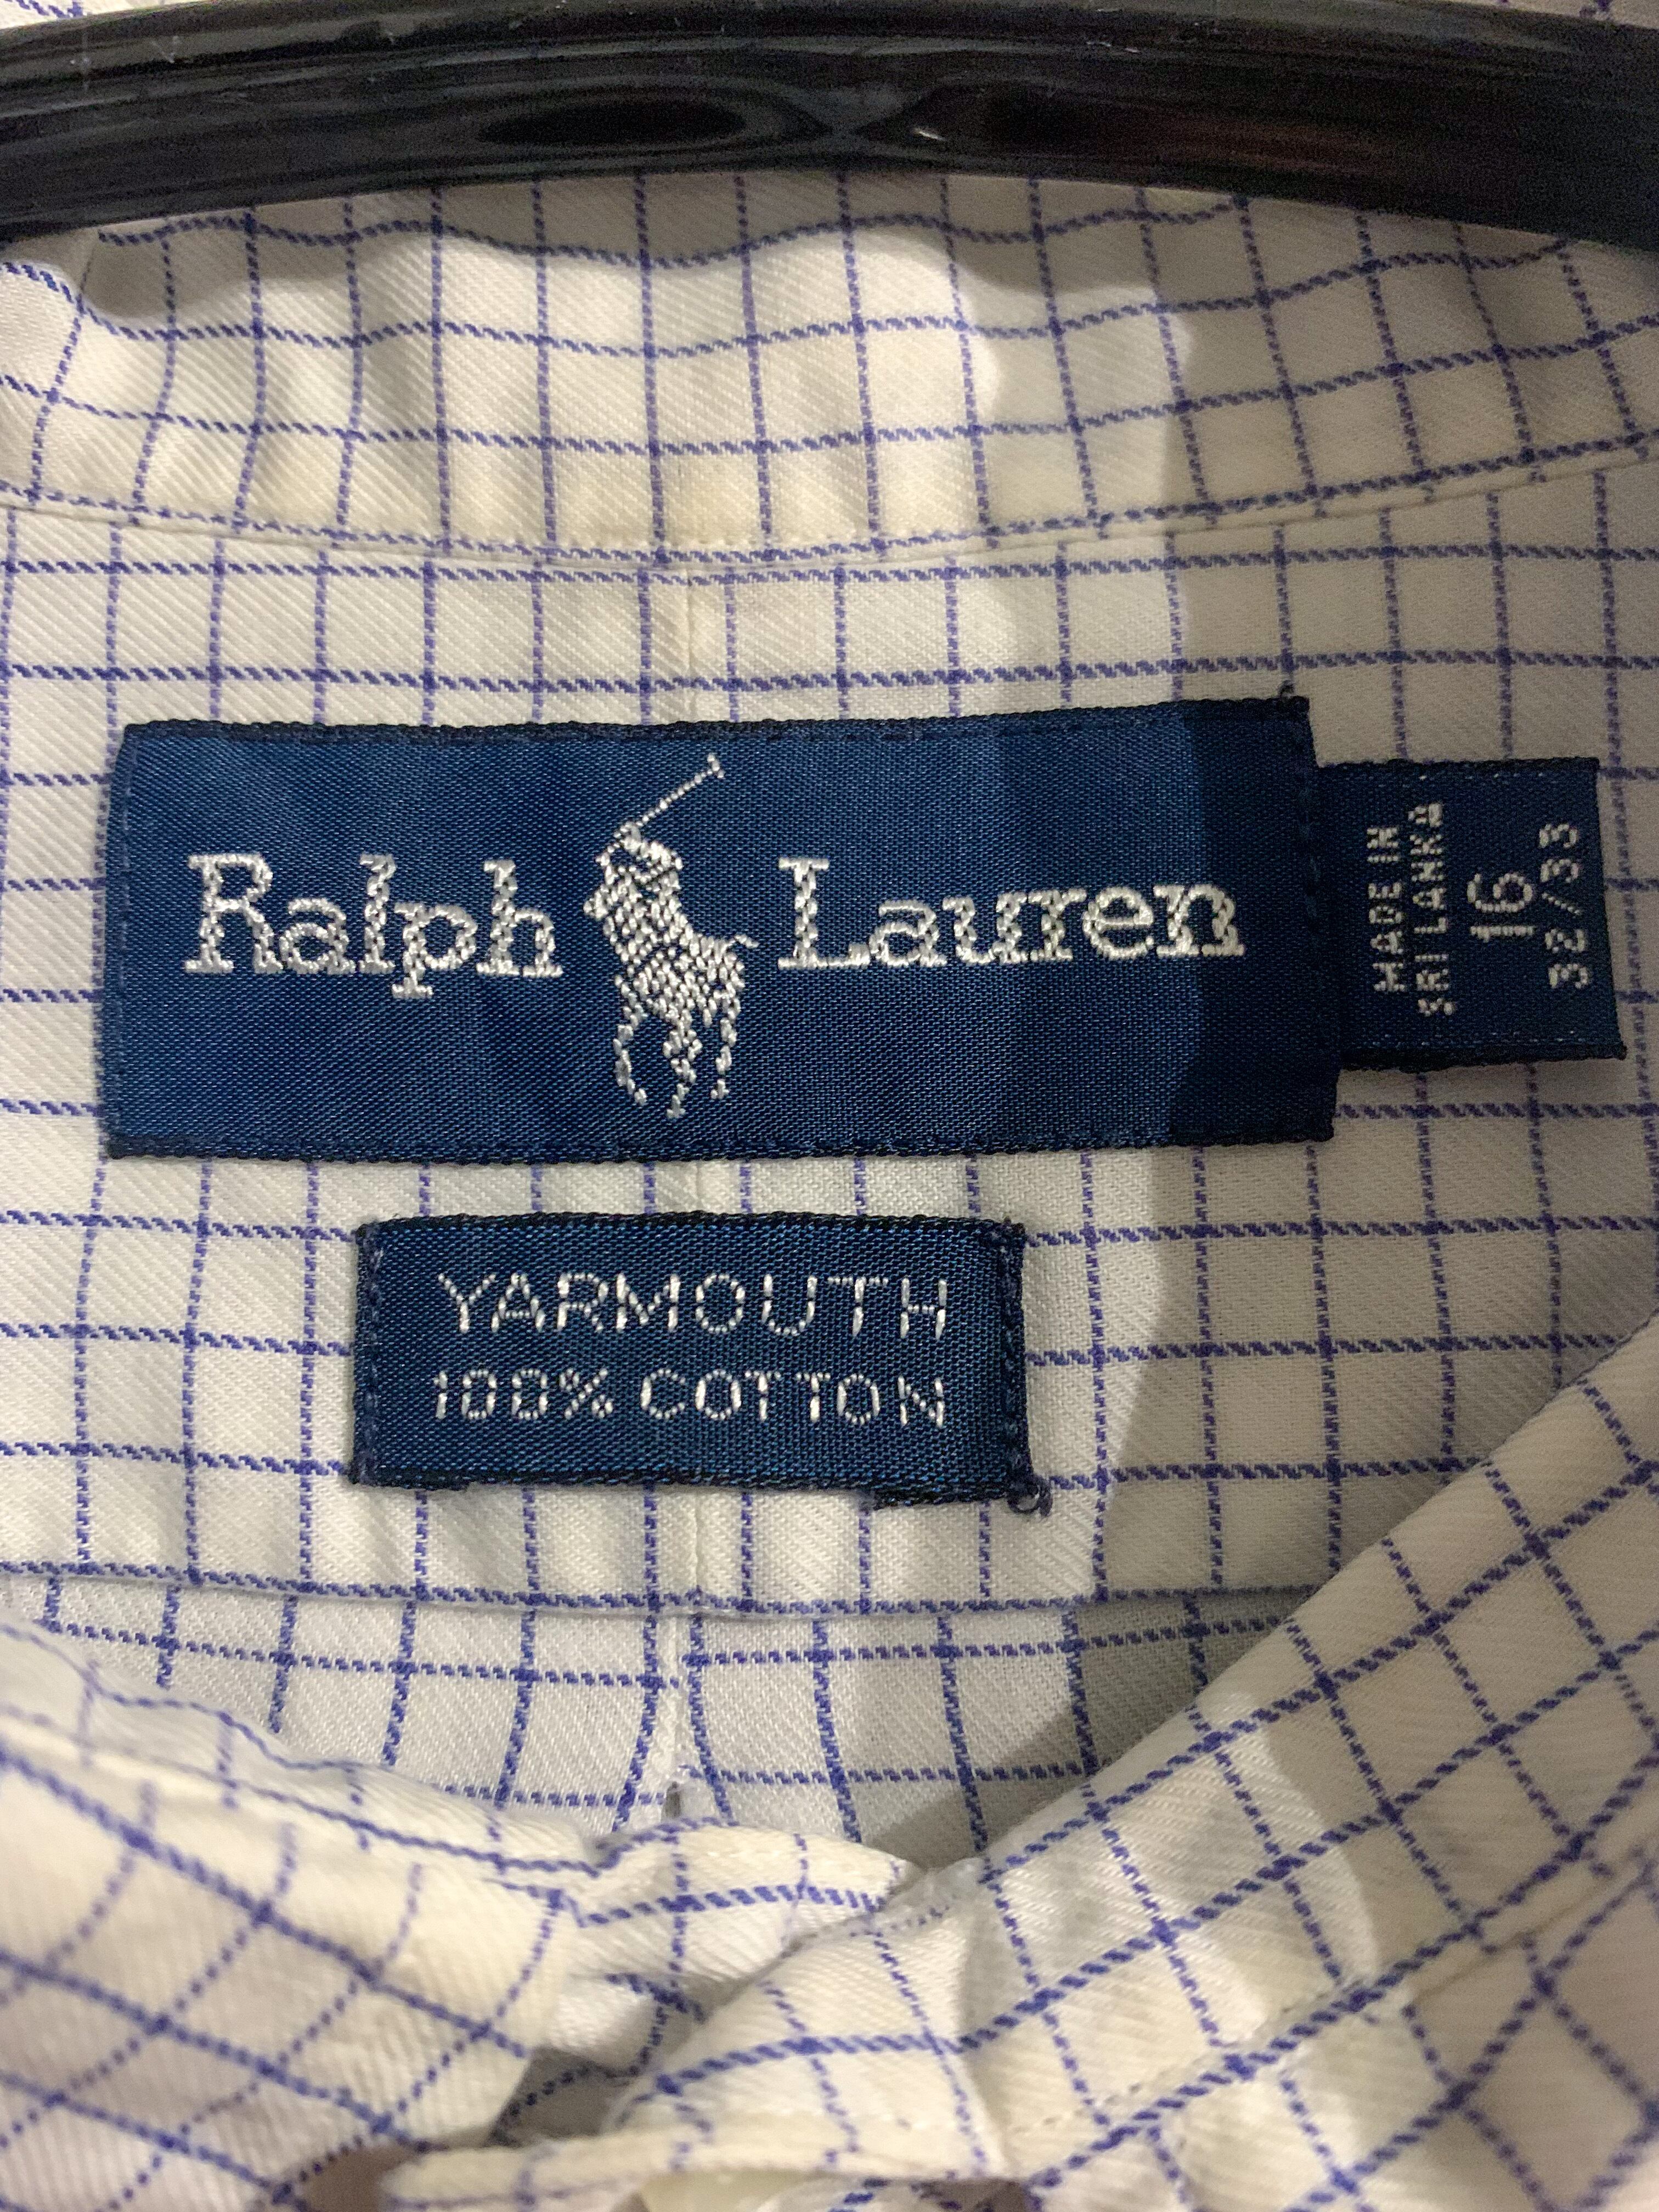 Ralph Lauren
MADE IN
SRI LANKA
16
32/33
YARMOUTH
100% COTTON